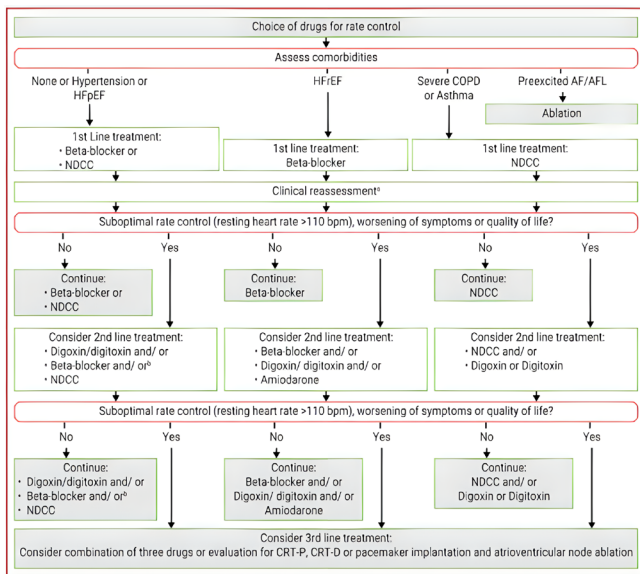 Choice of drugs for rate control
Assess comorbidities
None or Hypertension or
HFpEF
HFrEF
Severe COPD
or Asthma
Preexcited AF/AFL
Ablation
1st Line treatment:
• Beta-blocker or
• NDCC
1st line treatment:
Beta-blocker
1st line treatment:
NDCC
Clinical reassessmentᵃ
Suboptimal rate control (resting heart rate >110 bpm), worsening of symptoms or quality of life?
No
Yes
No
Yes
No
Yes
Continue:
• Beta-blocker or
• NDCC
Continue:
Beta-blocker
Continue:
NDCC
Consider 2nd line treatment:
• Digoxin/digitoxin and/ or
• Beta-blocker and/ orᵇ
• NDCC
Consider 2nd line treatment:
• Beta-blocker and/ or
• Digoxin/ digitoxin and/ or
• Amiodarone
Consider 2nd line treatment:
• NDCC and/ or
• Digoxin or Digitoxin
Suboptimal rate control (resting heart rate >110 bpm), worsening of symptoms or quality of life?
No
Yes
No
Yes
No
Yes
Continue:
• Digoxin/digitoxin and/ or
• Beta-blocker and/ orᵇ
• NDCC
Continue:
Beta-blocker and/ or
Digoxin/ digitoxin and/ or
Amiodarone
Continue:
NDCC and/ or
Digoxin or Digitoxin
Consider 3rd line treatment:
Consider combination of three drugs or evaluation for CRT-P, CRT-D or pacemaker implantation and atrioventricular node ablation